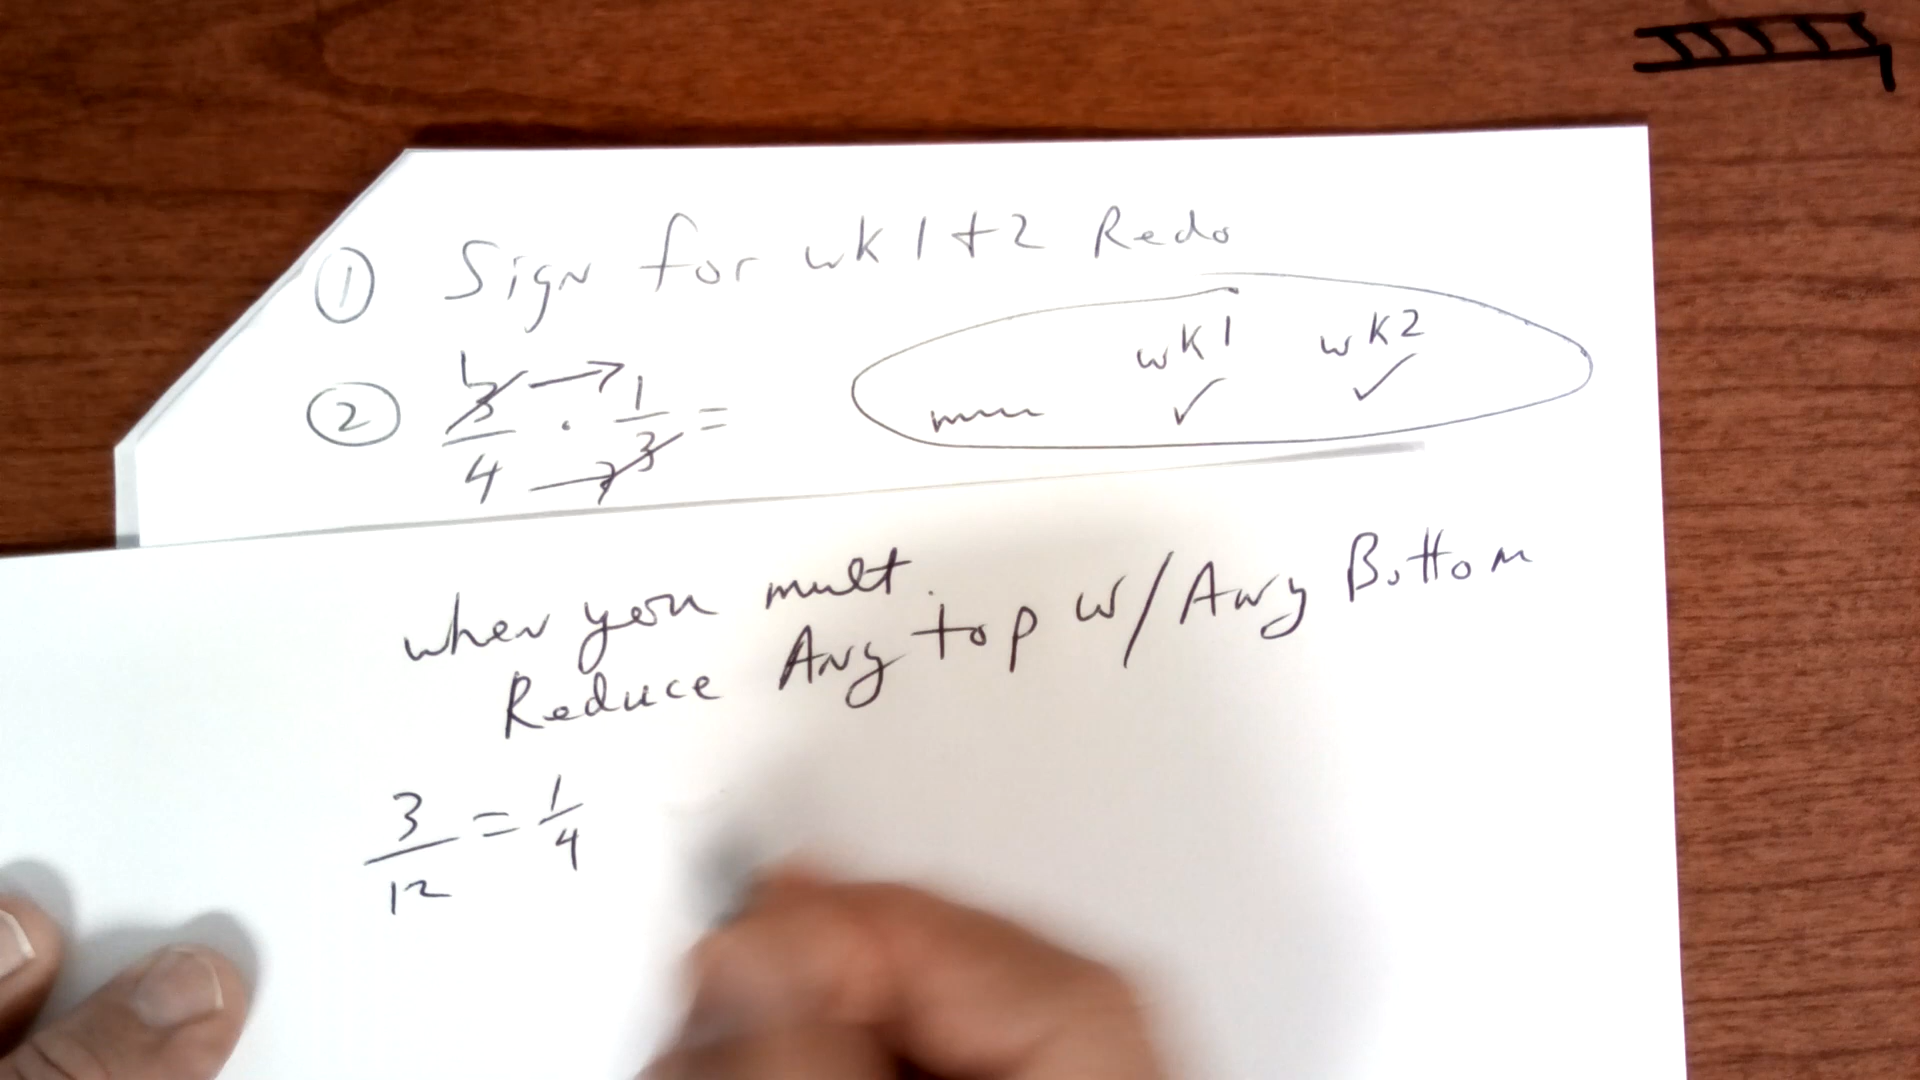 ① Sign for wk 1+2 Redo
wk1 wk2
✓ ✓
② 3/4 · 1/3 =
1
when you mult.
Reduce Any top w/ Any Bottom
3/12 = 1/4